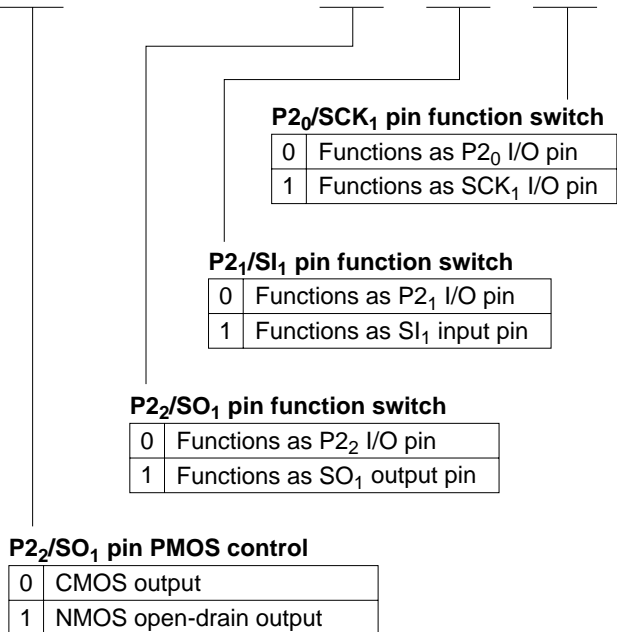 P2₀/SCK₁ pin function switch
0 Functions as P2₀ I/O pin
1 Functions as SCK₁ I/O pin
P2₁/SI₁ pin function switch
0 Functions as P2₁ I/O pin
1 Functions as SI₁ input pin
P2₂/SO₁ pin function switch
0 Functions as P2₂ I/O pin
1 Functions as SO₁ output pin
P2₂/SO₁ pin PMOS control
0 CMOS output
1 NMOS open-drain output